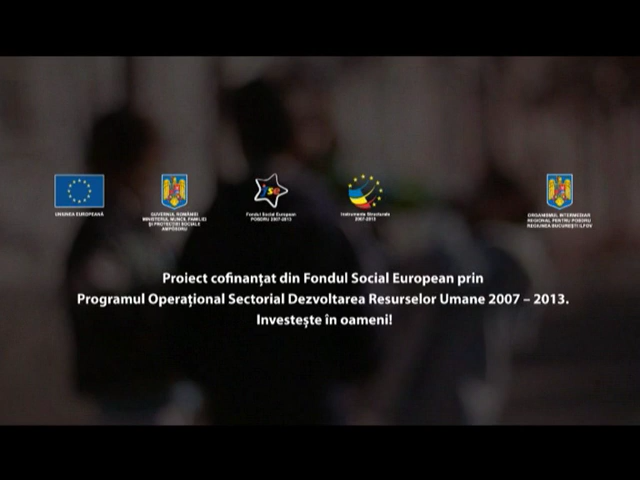 UNIUNEA EUROPEANĂ
GUVERNUL ROMÂNIEI
MINISTERUL MUNCII, FAMILIEI
ȘI PROTECȚIEI SOCIALE
AMPOSDRU
fse
Fondul Social European
POSDRU 2007-2013
Instrumente Structurale
2007-2013
ORGANISMUL INTERMEDIAR
REGIONAL PENTRU POSDRU
REGIUNEA BUCUREȘTI ILFOV
Proiect cofinanțat din Fondul Social European prin
Programul Operațional Sectorial Dezvoltarea Resurselor Umane 2007 – 2013.
Investește în oameni!